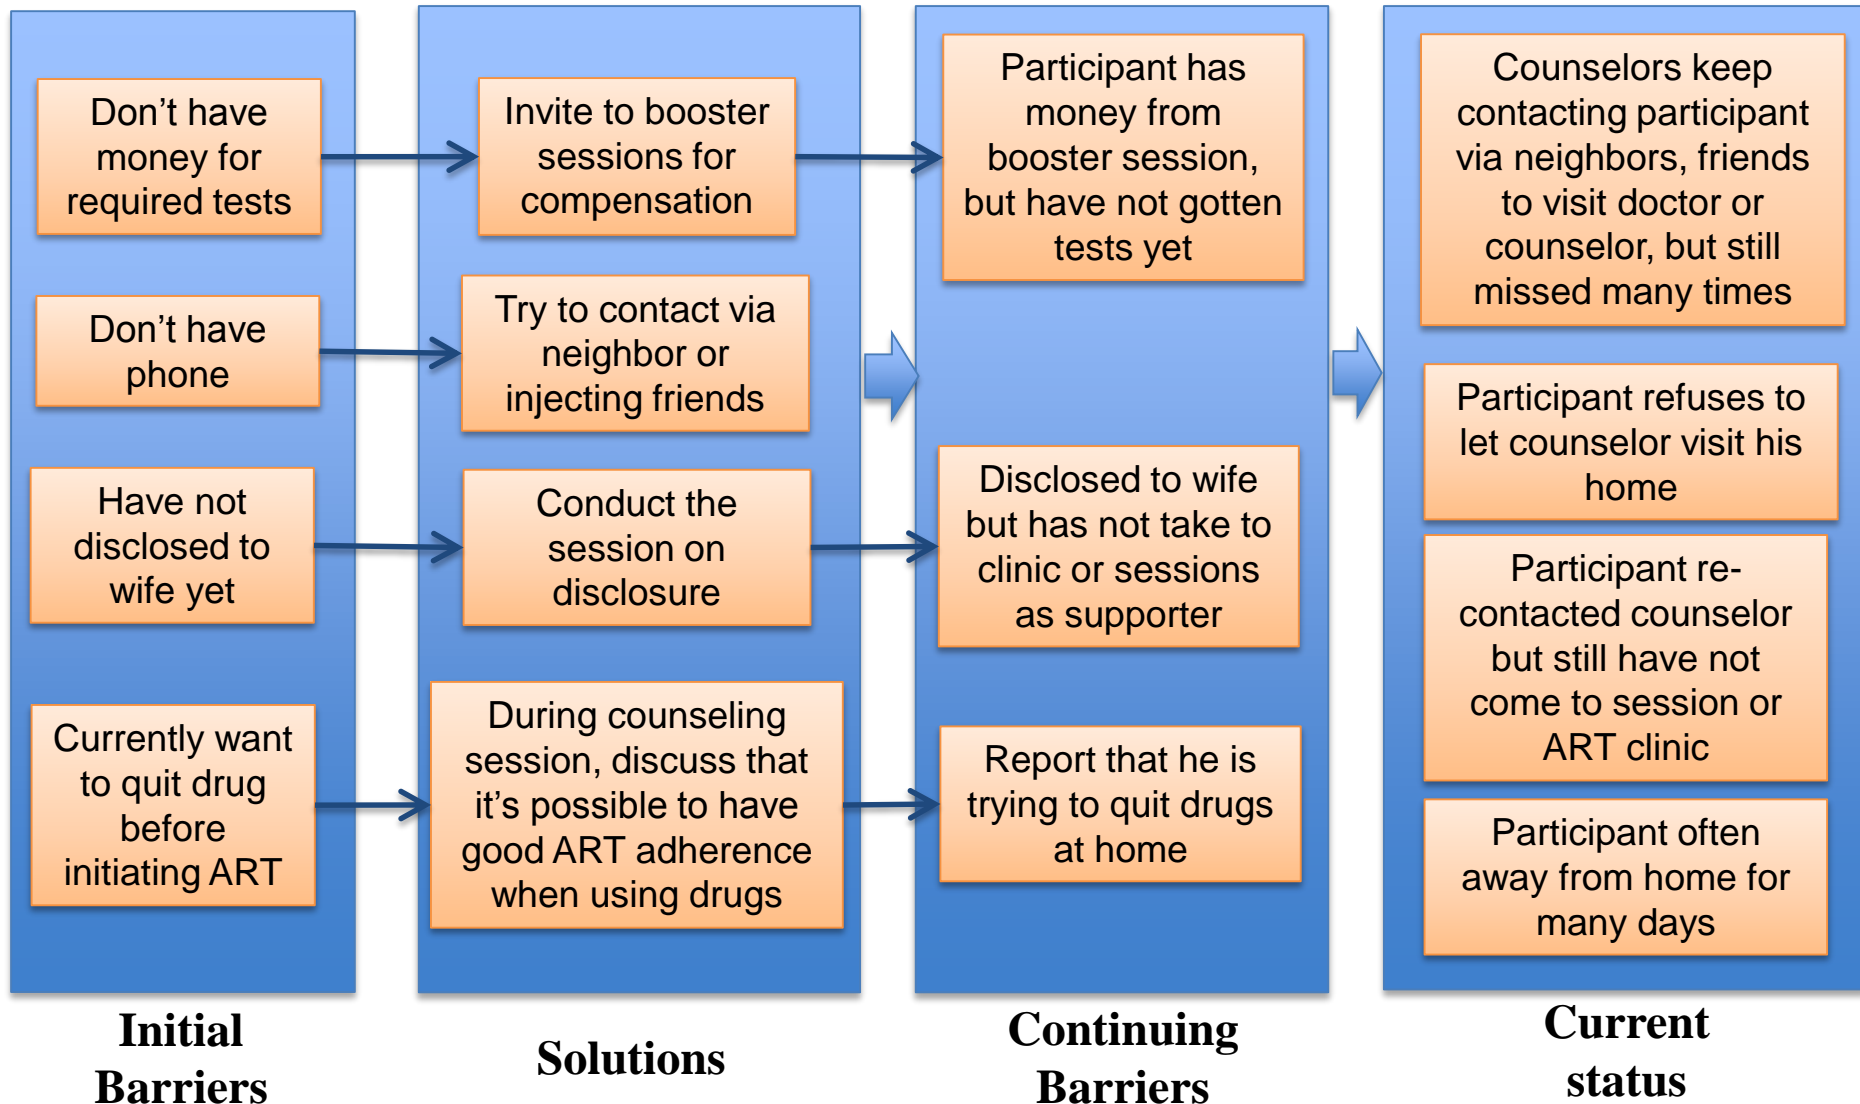 Don’t have
money for
required tests
Don’t have
phone
Have not
disclosed to
wife yet
Currently want
to quit drug
before
initiating ART
Initial
Barriers
Invite to booster
sessions for
compensation
Try to contact via
neighbor or
injecting friends
Conduct the
session on
disclosure
During counseling
session, discuss that
it’s possible to have
good ART adherence
when using drugs
Solutions
Participant has
money from
booster session,
but have not gotten
tests yet
Disclosed to wife
but has not take to
clinic or sessions
as supporter
Report that he is
trying to quit drugs
at home
Continuing
Barriers
Counselors keep
contacting participant
via neighbors, friends
to visit doctor or
counselor, but still
missed many times
Participant refuses to
let counselor visit his
home
Participant re-
contacted counselor
but still have not
come to session or
ART clinic
Participant often
away from home for
many days
Current
status